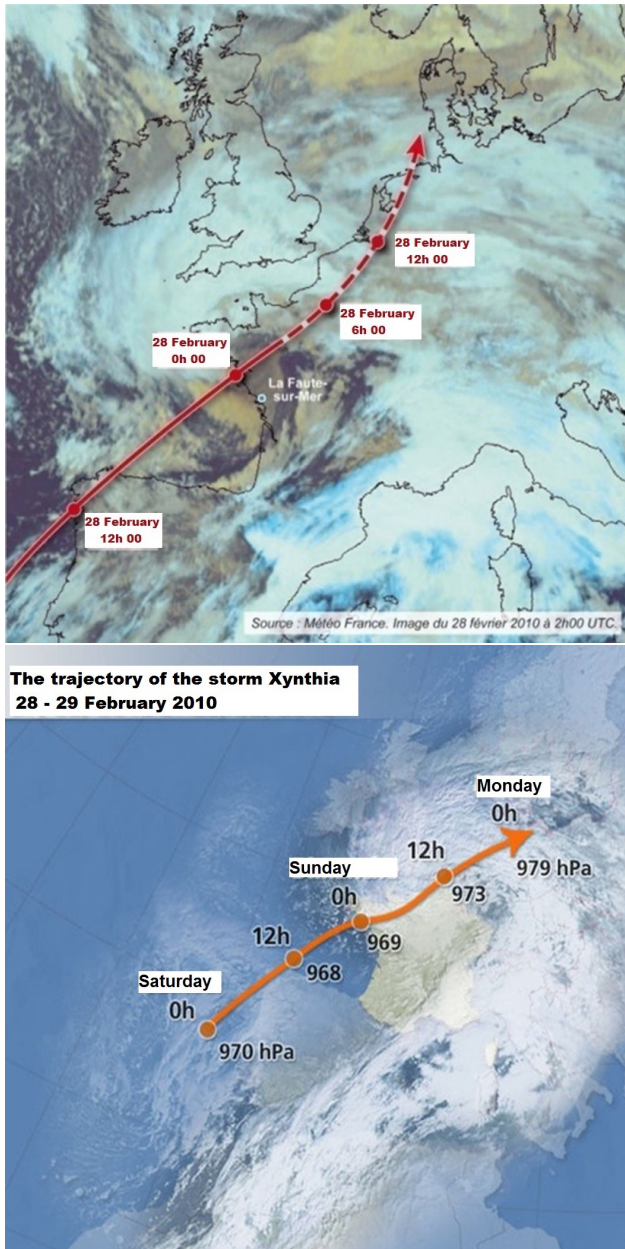 28 February
12h 00
28 February
6h 00
28 February
0h 00
La Faute-
sur-Mer
28 February
12h 00
Source : Météo France. Image du 28 février 2010 à 2h00 UTC.
The trajectory of the storm Xynthia
28 - 29 February 2010
Monday
0h
979 hPa
12h
973
Sunday
0h
969
12h
968
Saturday
0h
970 hPa